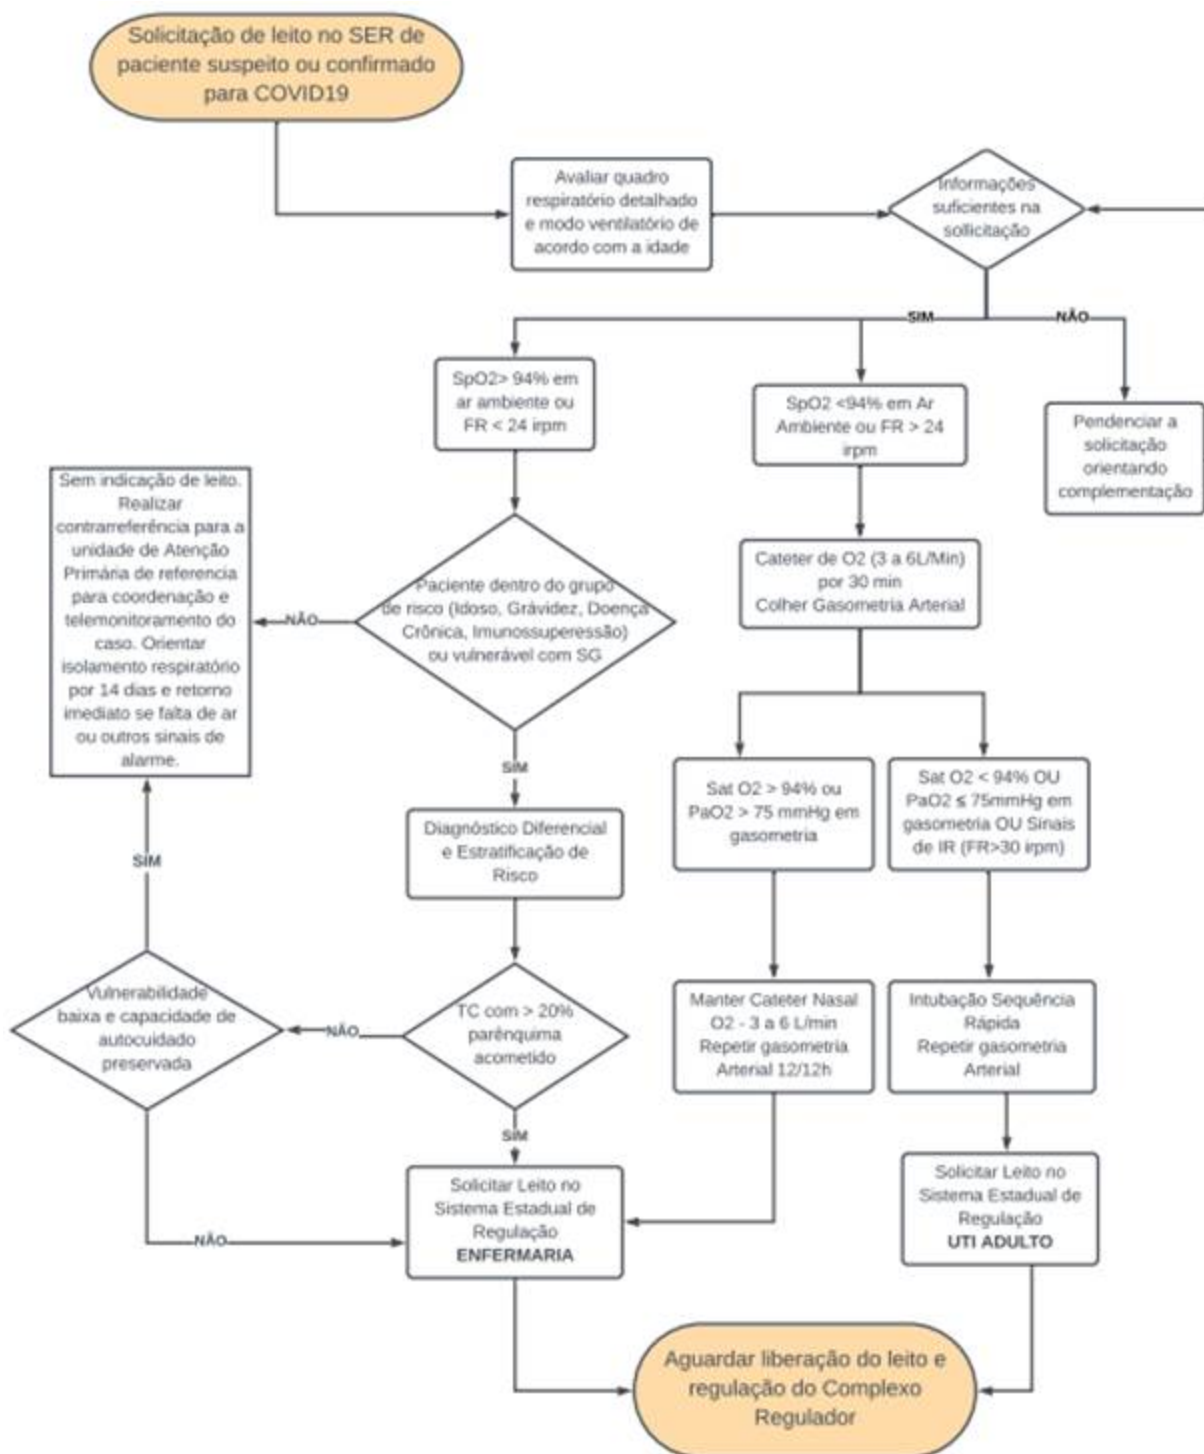 Solicitação de leito no SER de
paciente suspeito ou confirmado
para COVID19
Avaliar quadro
respiratório detalhado
e modo ventilatório de
acordo com a idade
Informações
suficientes na
sollicitação
SIM
NÃO
SpO2> 94% em
ar ambiente ou
FR < 24 irpm
SpO2 <94% em Ar
Ambiente ou FR > 24
irpm
Pendenciar a
solicitação
orientando
complementação
Sem indicação de leito.
Realizar
contrarreferência para a
unidade de Atenção
Primária de referencia
para coordenação e
telemonitoramento do
caso. Orientar
isolamento respiratório
por 14 dias e retorno
imediato se falta de ar
ou outros sinais de
alarme.
NÃO
Paciente dentro do grupo
de risco (Idoso, Grávidez, Doença
Crônica, Imunossuperessão)
ou vulnerável com SG
Cateter de O2 (3 a 6L/Min)
por 30 min
Colher Gasometria Arterial
SIM
Sat O2 > 94% ou
PaO2 > 75 mmHg em
gasometria
Sat O2 < 94% OU
PaO2 ≤ 75mmHg em
gasometria OU Sinais
de IR (FR>30 irpm)
Diagnóstico Diferencial
e Estratificação de
Risco
SIM
Vulnerabilidade
baixa e capacidade de
autocuidado
preservada
NÃO
TC com > 20%
parênquima
acometido
Manter Cateter Nasal
O2 - 3 a 6 L/min
Repetir gasometria
Arterial 12/12h
Intubação Sequência
Rápida
Repetir gasometria
Arterial
SIM
NÃO
Solicitar Leito no
Sistema Estadual de
Regulação
ENFERMARIA
Solicitar Leito no
Sistema Estadual de
Regulação
UTI ADULTO
Aguardar liberação do leito e
regulação do Complexo
Regulador